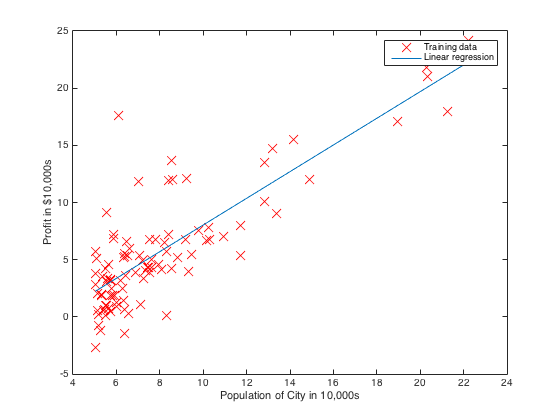 25
20
15
10
5
0
-5
4 6 8 10 12 14 16 18 20 22 24
Profit in $10,000s
Population of City in 10,000s
Training data
Linear regression